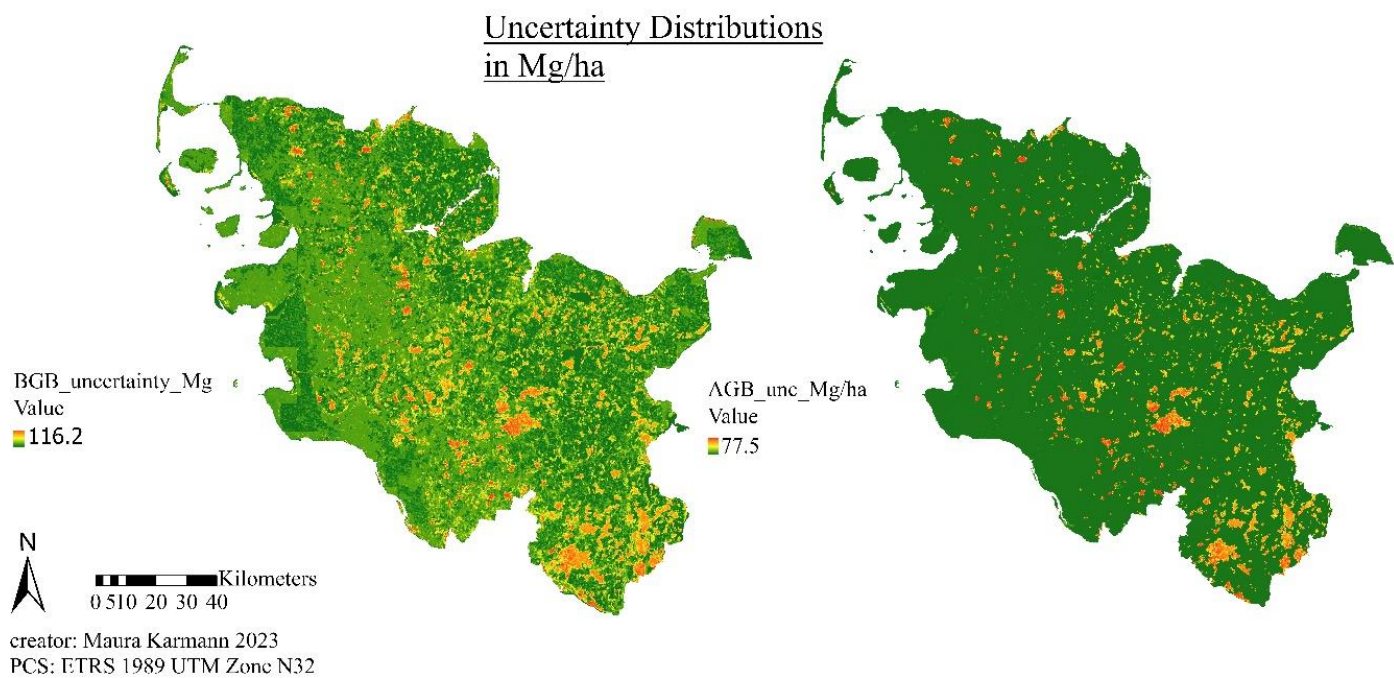 Uncertainty Distributions
in Mg/ha
BGB_uncertainty_Mg
Value
116.2
AGB_unc_Mg/ha
Value
77.5
N
Kilometers
0 510 20 30 40
creator: Maura Karmann 2023
PCS: ETRS 1989 UTM Zone N32